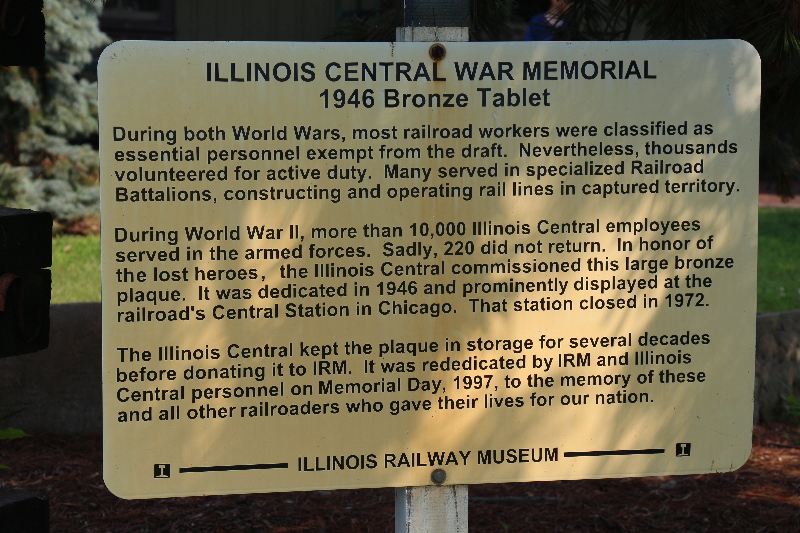 ILLINOIS CENTRAL WAR MEMORIAL
1946 Bronze Tablet
During both World Wars, most railroad workers were classified as
essential personnel exempt from the draft. Nevertheless, thousands
volunteered for active duty. Many served in specialized Railroad
Battalions, constructing and operating rail lines in captured territory.
During World War II, more than 10,000 Illinois Central employees
served in the armed forces. Sadly, 220 did not return. In honor of
the lost heroes, the Illinois Central commissioned this large bronze
plaque. It was dedicated in 1946 and prominently displayed at the
railroad's Central Station in Chicago. That station closed in 1972.
The Illinois Central kept the plaque in storage for several decades
before donating it to IRM. It was rededicated by IRM and Illinois
Central personnel on Memorial Day, 1997, to the memory of these
and all other railroaders who gave their lives for our nation.
I ILLINOIS RAILWAY MUSEUM I